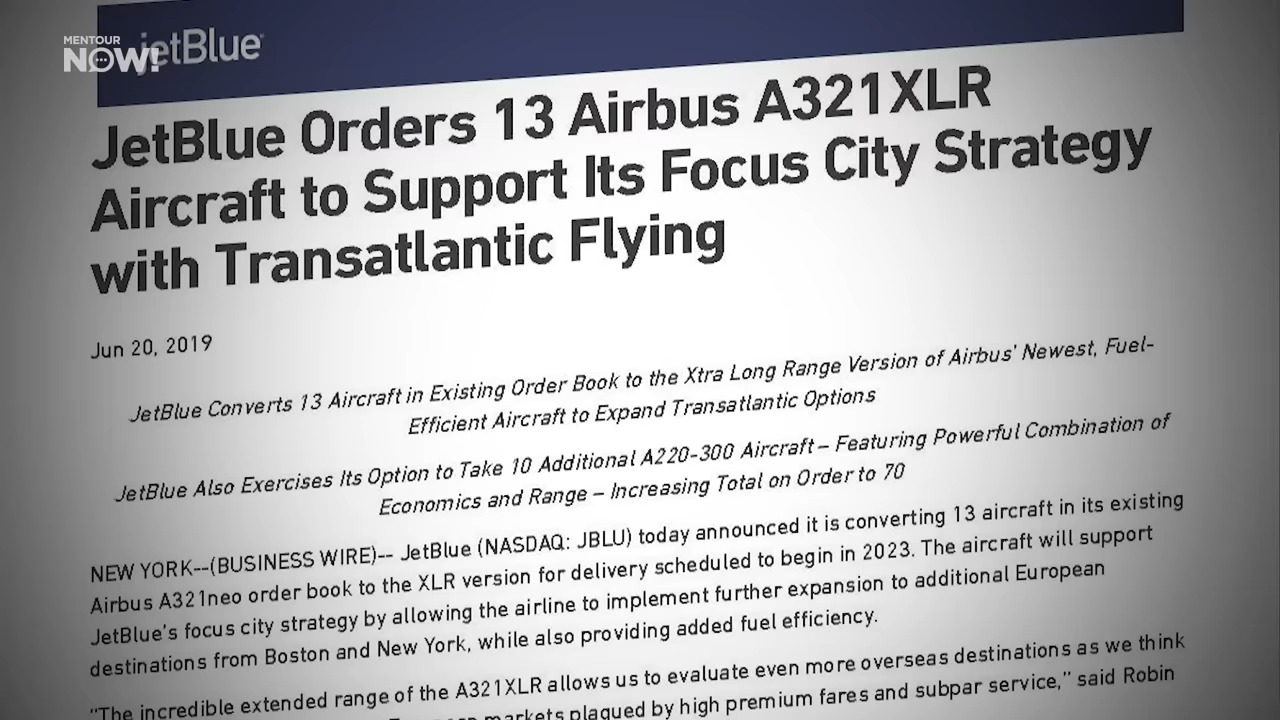 MENTOUR
NOW!
jetBlue
JetBlue Orders 13 Airbus A321XLR
Aircraft to Support Its Focus City Strategy
with Transatlantic Flying
Jun 20, 2019
JetBlue Converts 13 Aircraft in Existing Order Book to the Xtra Long Range Version of Airbus' Newest, Fuel-
Efficient Aircraft to Expand Transatlantic Options
JetBlue Also Exercises Its Option to Take 10 Additional A220-300 Aircraft – Featuring Powerful Combination of
Economics and Range – Increasing Total on Order to 70
NEW YORK--(BUSINESS WIRE)-- JetBlue (NASDAQ: JBLU) today announced it is converting 13 aircraft in its existing
Airbus A321neo order book to the XLR version for delivery scheduled to begin in 2023. The aircraft will support
JetBlue's focus city strategy by allowing the airline to implement further expansion to additional European
destinations from Boston and New York, while also providing added fuel efficiency.
"The incredible extended range of the A321XLR allows us to evaluate even more overseas destinations as we think
markets plagued by high premium fares and subpar service," said Robin